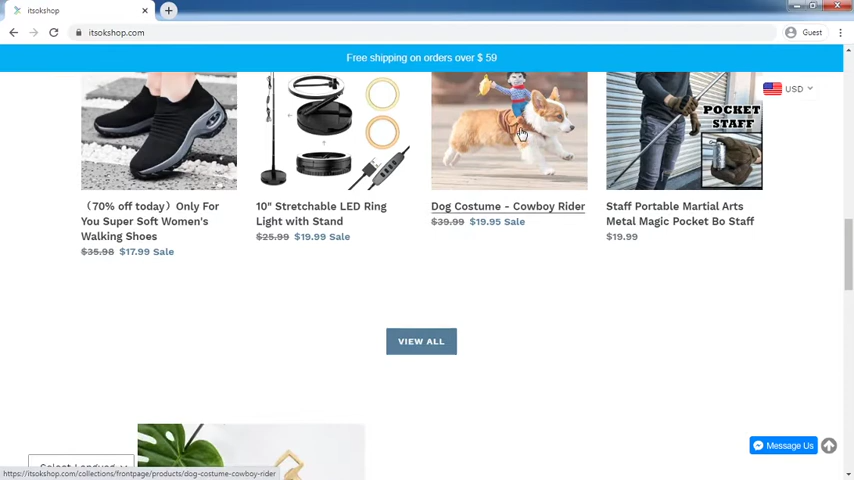 itsokshop
itsokshop.com
Guest
Free shipping on orders over $ 59
USD
POCKET
STAFF
（70% off today）Only For
You Super Soft Women's
Walking Shoes
$35.98 $17.99 Sale
10" Stretchable LED Ring
Light with Stand
$25.99 $19.99 Sale
Dog Costume - Cowboy Rider
$39.99 $19.95 Sale
Staff Portable Martial Arts
Metal Magic Pocket Bo Staff
$19.99
VIEW ALL
Message Us
Select Languag
https://itsokshop.com/collections/frontpage/products/dog-costume-cowboy-rider